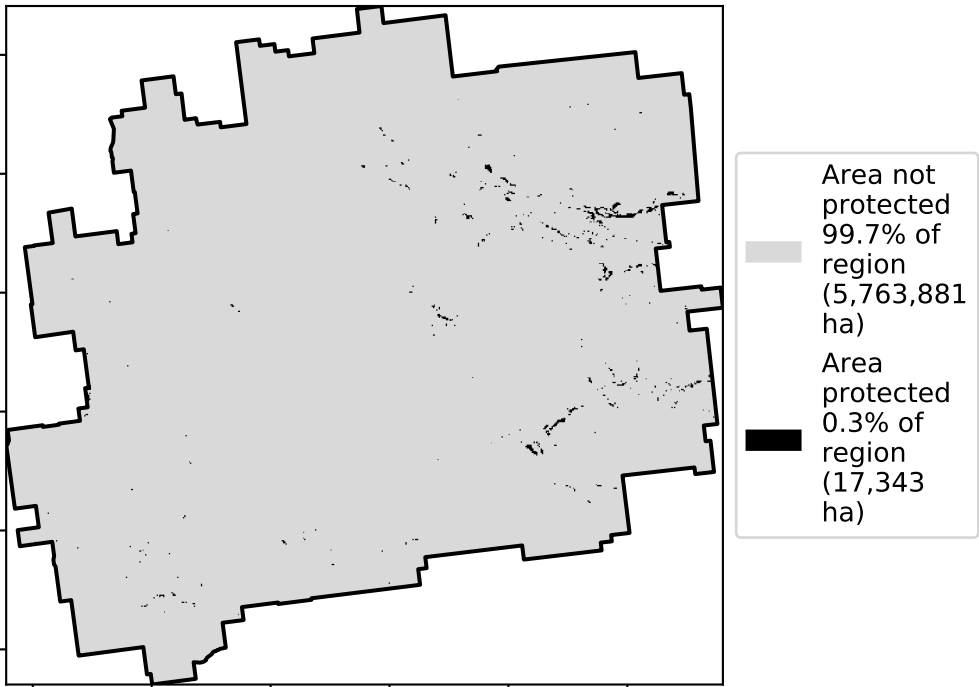 Area not
protected
99.7% of
region
(5,763,881
ha)
Area
protected
0.3% of
region
(17,343
ha)